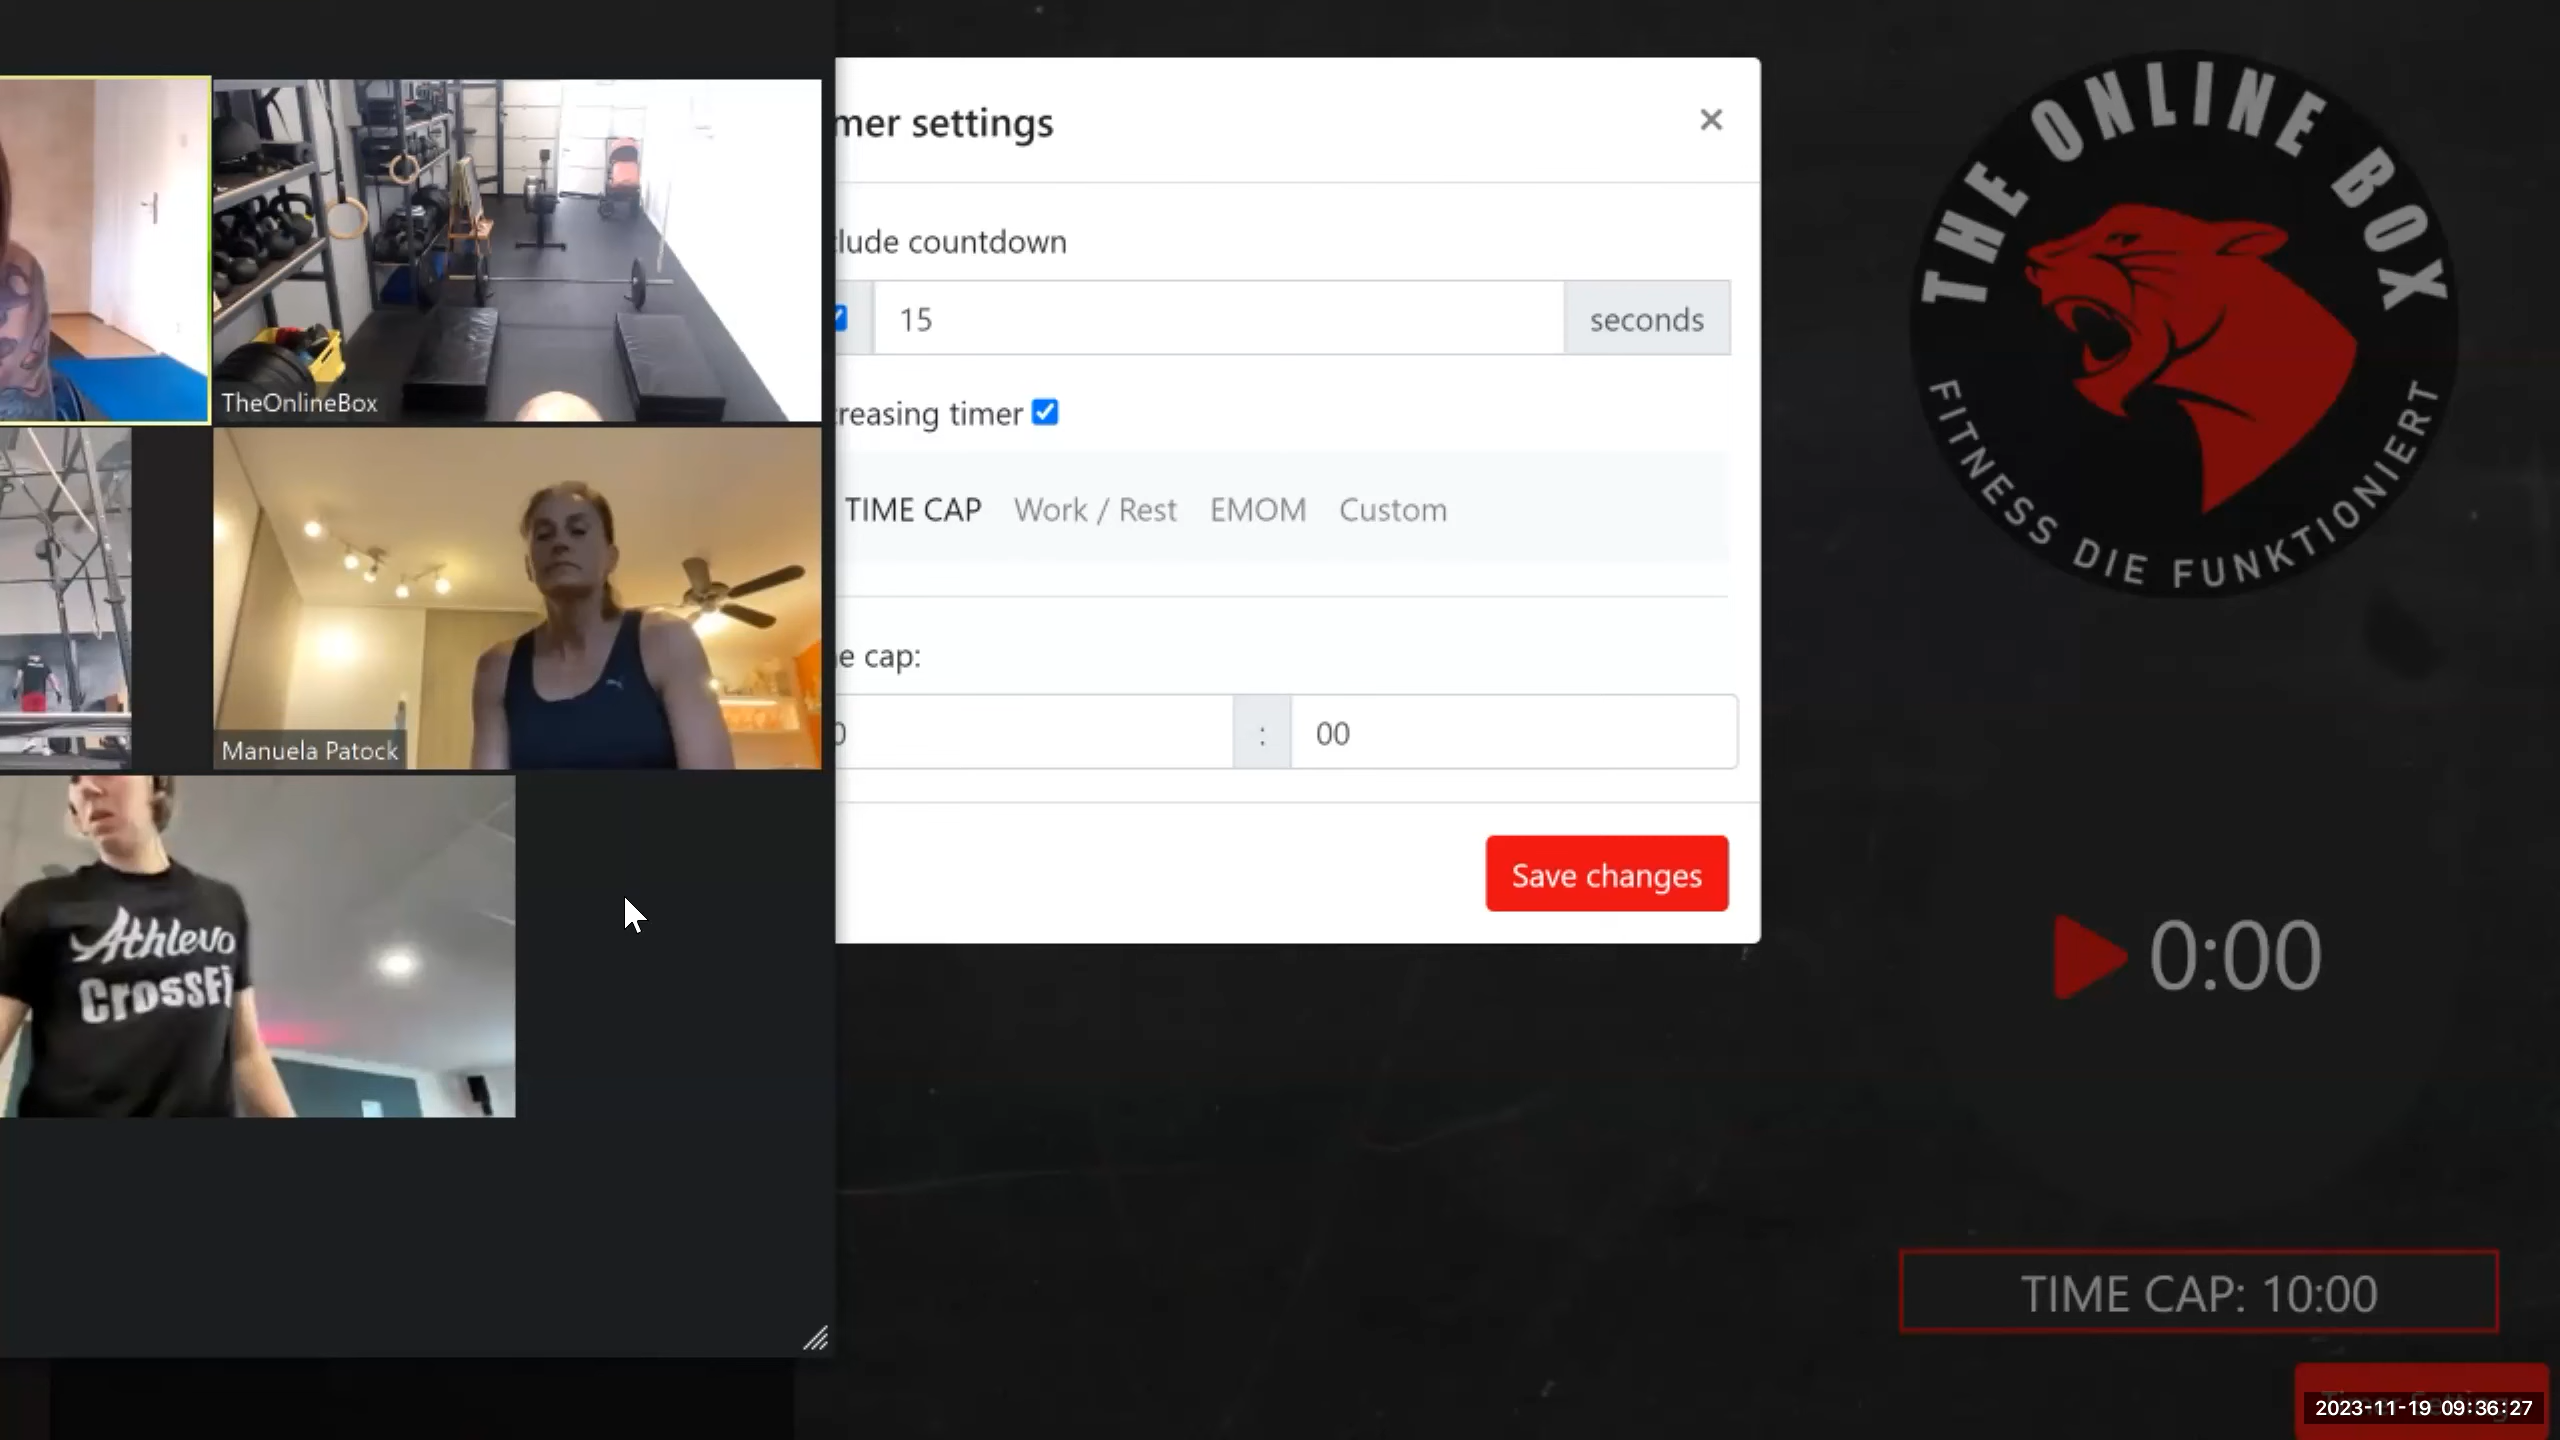 TheOnlineBox
Manuela Patock
Athlevo
CrossFi
mer settings
×
lude countdown
15
seconds
reasing timer
TIME CAP
Work / Rest
EMOM
Custom
e cap:
0
:
00
Save changes
THE ONLINE BOX
FITNESS DIE FUNKTIONIERT
0:00
TIME CAP: 10:00
2023-11-19 09:36:27